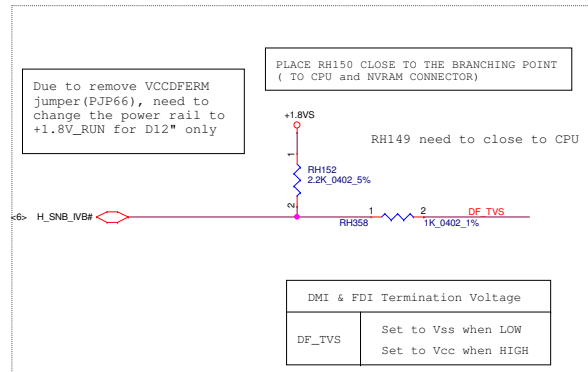 PLACE RH150 CLOSE TO THE BRANCHING POINT
( TO CPU and NVRAM CONNECTOR)
Due to remove VCCDFERM
jumper(PJP66), need to
change the power rail to
+1.8V_RUN for D12" only
+1.8VS
RH149 need to close to CPU
1
RH152
2.2K_0402_5%
2
<6> H_SNB_IVB#
RH358
1
2
1K_0402_1%
DF_TVS
DMI & FDI Termination Voltage
DF_TVS
Set to Vss when LOW
Set to Vcc when HIGH